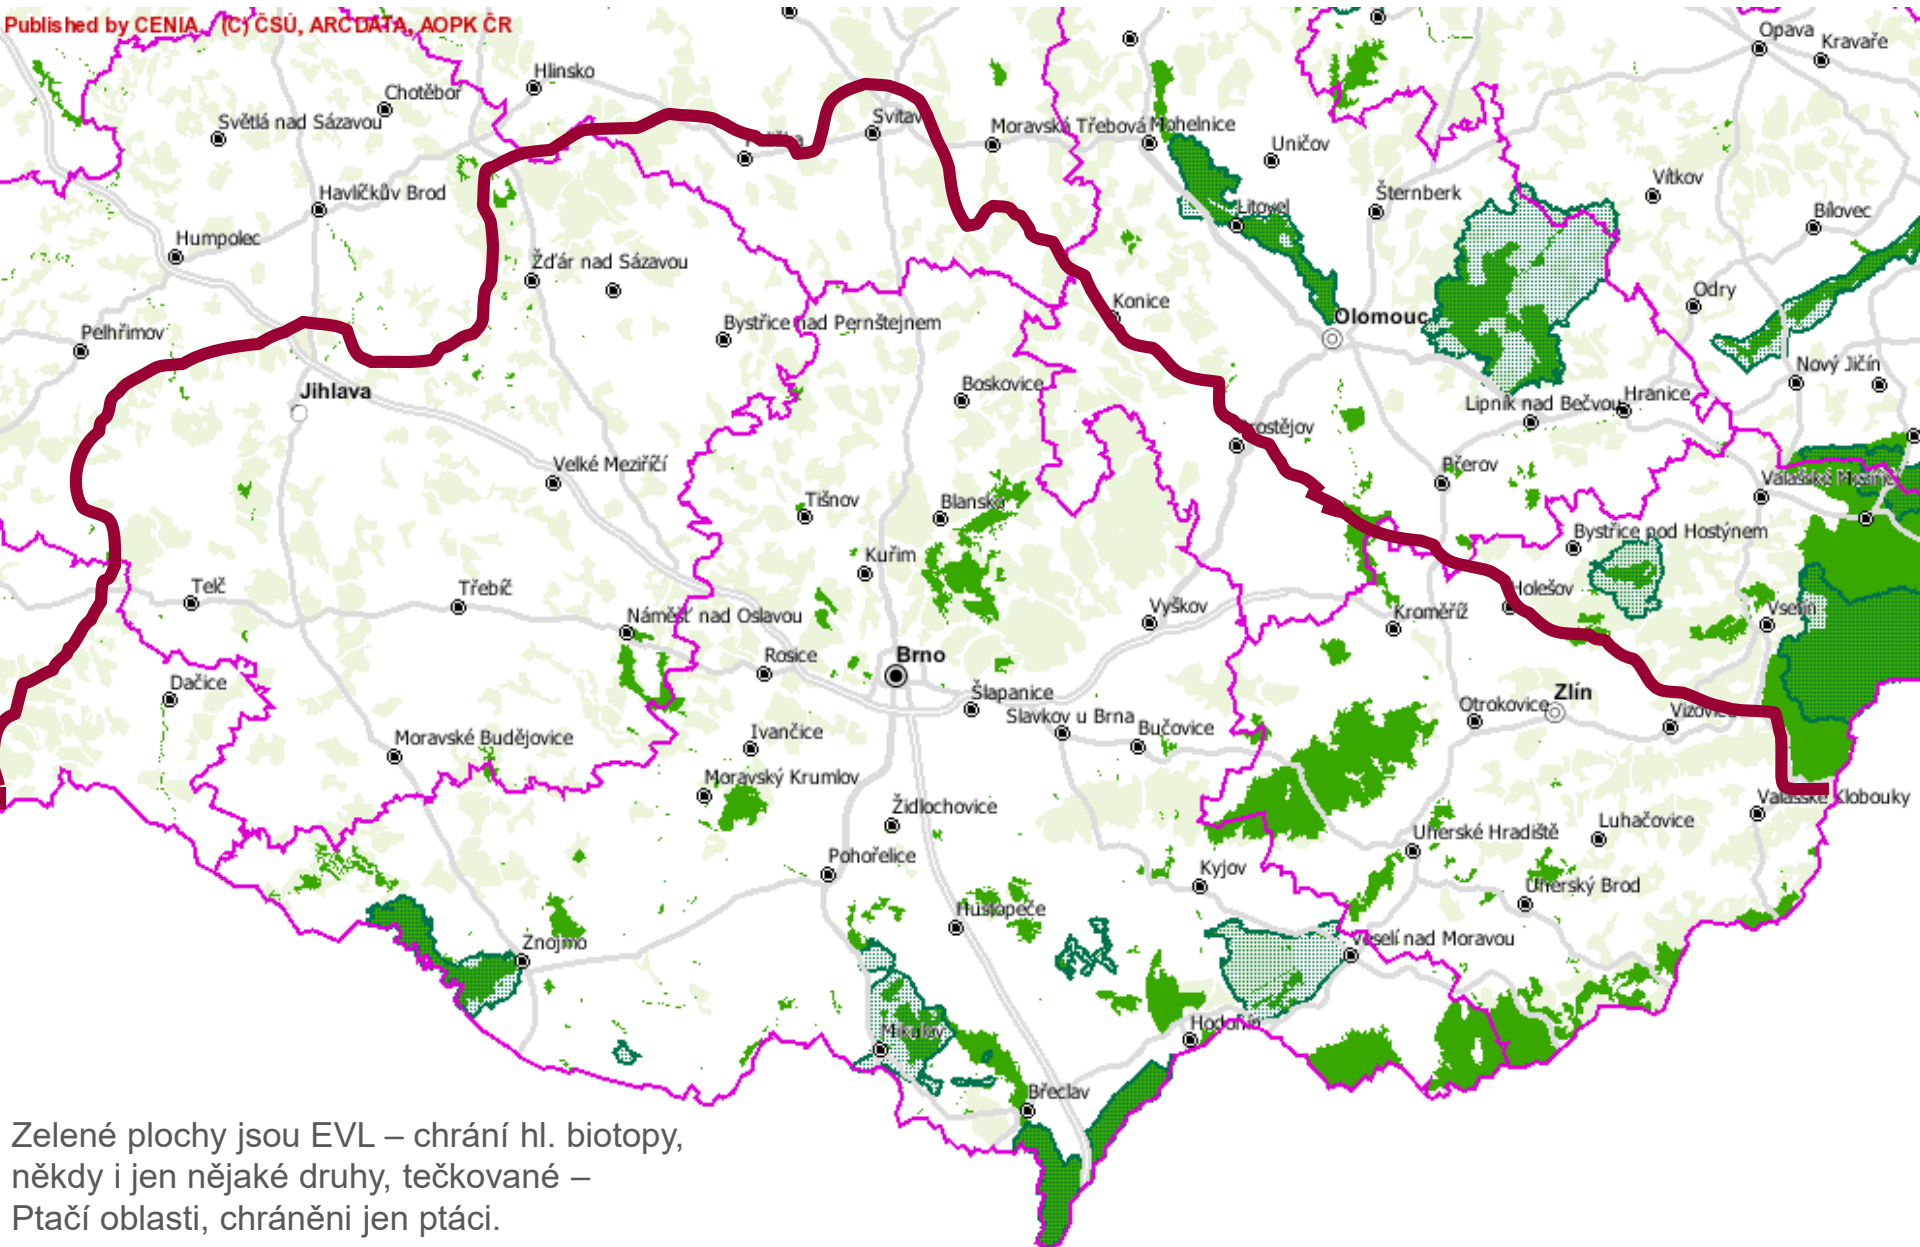 Published by CENIA. (C) ČSÚ, ARCDATA, AOPK ČR
Opava
Kravaře
Hlinsko
Chotěboř
Světlá nad Sázavou
Svitav
Moravská Třebová
Mohelnice
Uničov
Šternberk
Vítkov
Havlíčkův Brod
Litovel
Bílovec
Humpolec
Žďár nad Sázavou
Odry
Konice
Olomouc
Pelhřimov
Bystřice nad Pernštejnem
Nový Jičín
Jihlava
Boskovice
Hranice
Lipník nad Bečvou
rostějov
Velké Meziříčí
Přerov
Valašské Meziříč
Tišnov
Blansko
Bystřice pod Hostýnem
Kuřim
Telč
Třebíč
Holešov
Vyškov
Vsetín
Kroměříž
Náměšť nad Oslavou
Rosice
Brno
Dačice
Šlapanice
Zlín
Otrokovice
Vizovic
Slavkov u Brna
Bučovice
Moravské Budějovice
Ivančice
Moravský Krumlov
Valašské Klobouky
Židlochovice
Luhačovice
Uherské Hradiště
Pohořelice
Kyjov
Uherský Brod
Hustopeče
Znojmo
Veselí nad Moravou
Hodonín
Mikulov
Břeclav
Zelené plochy jsou EVL – chrání hl. biotopy,
někdy i jen nějaké druhy, tečkované –
Ptačí oblasti, chráněni jen ptáci.